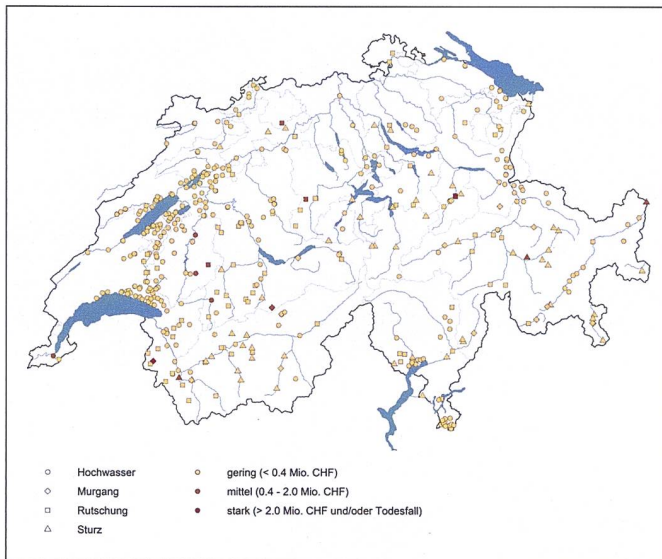 Hochwasser
Murgang
Rutschung
Sturz
gering (< 0.4 Mio. CHF)
mittel (0.4 - 2.0 Mio. CHF)
stark (> 2.0 Mio. CHF und/oder Todesfall)